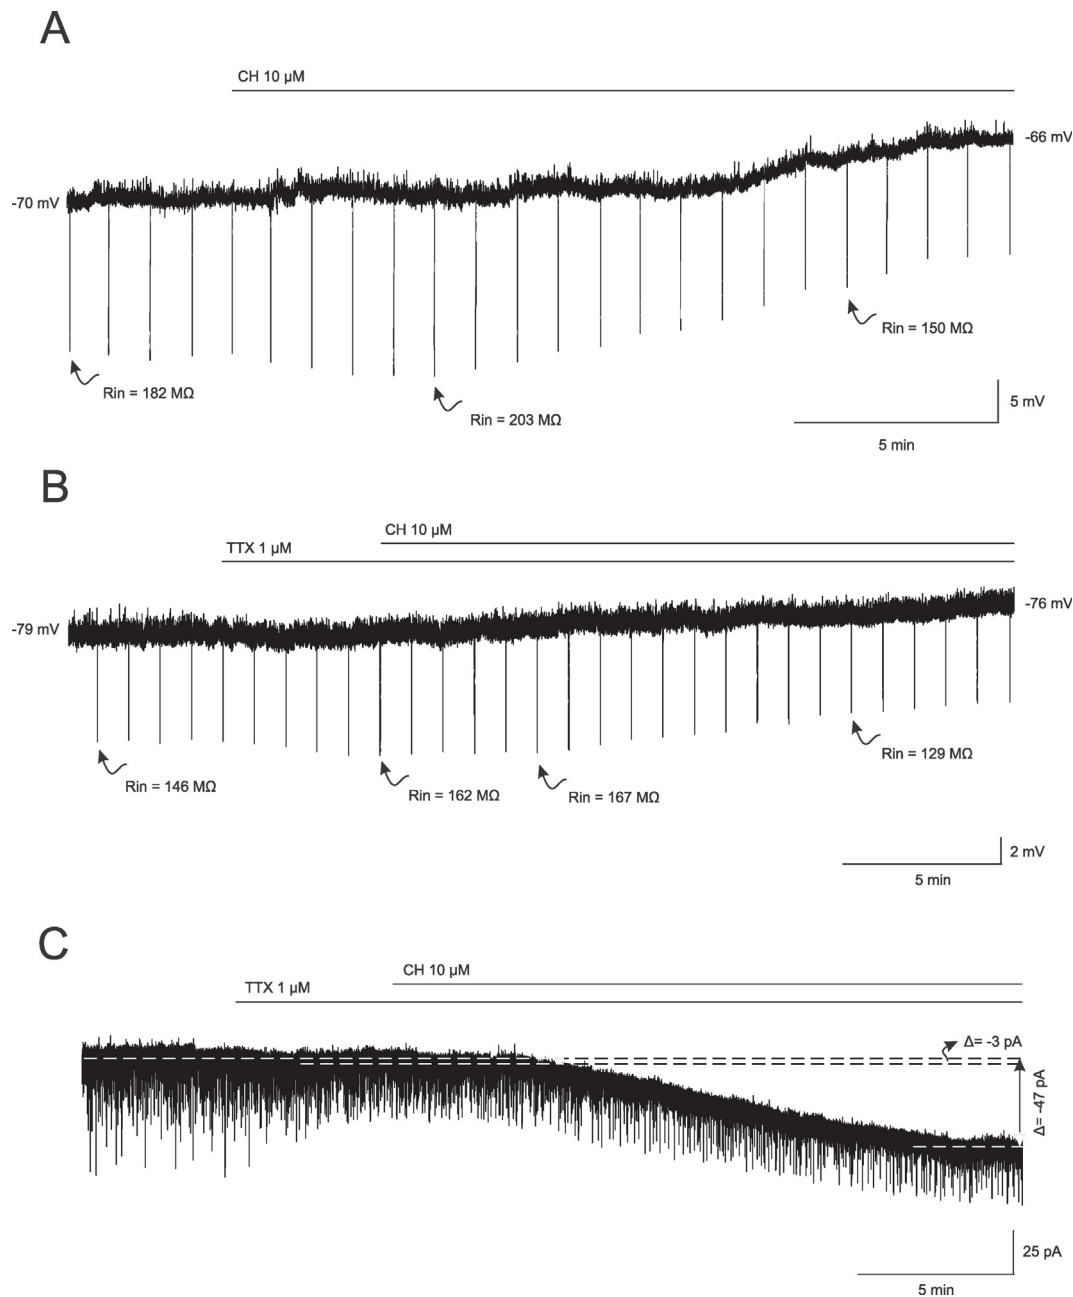 A
CH 10 µM
-70 mV
-66 mV
Rin = 182 MΩ
Rin = 203 MΩ
Rin = 150 MΩ
5 mV
5 min
B
CH 10 µM
TTX 1 µM
-79 mV
-76 mV
Rin = 146 MΩ
Rin = 162 MΩ
Rin = 167 MΩ
Rin = 129 MΩ
2 mV
5 min
C
CH 10 µM
TTX 1 µM
Δ= -3 pA
Δ= -47 pA
25 pA
5 min